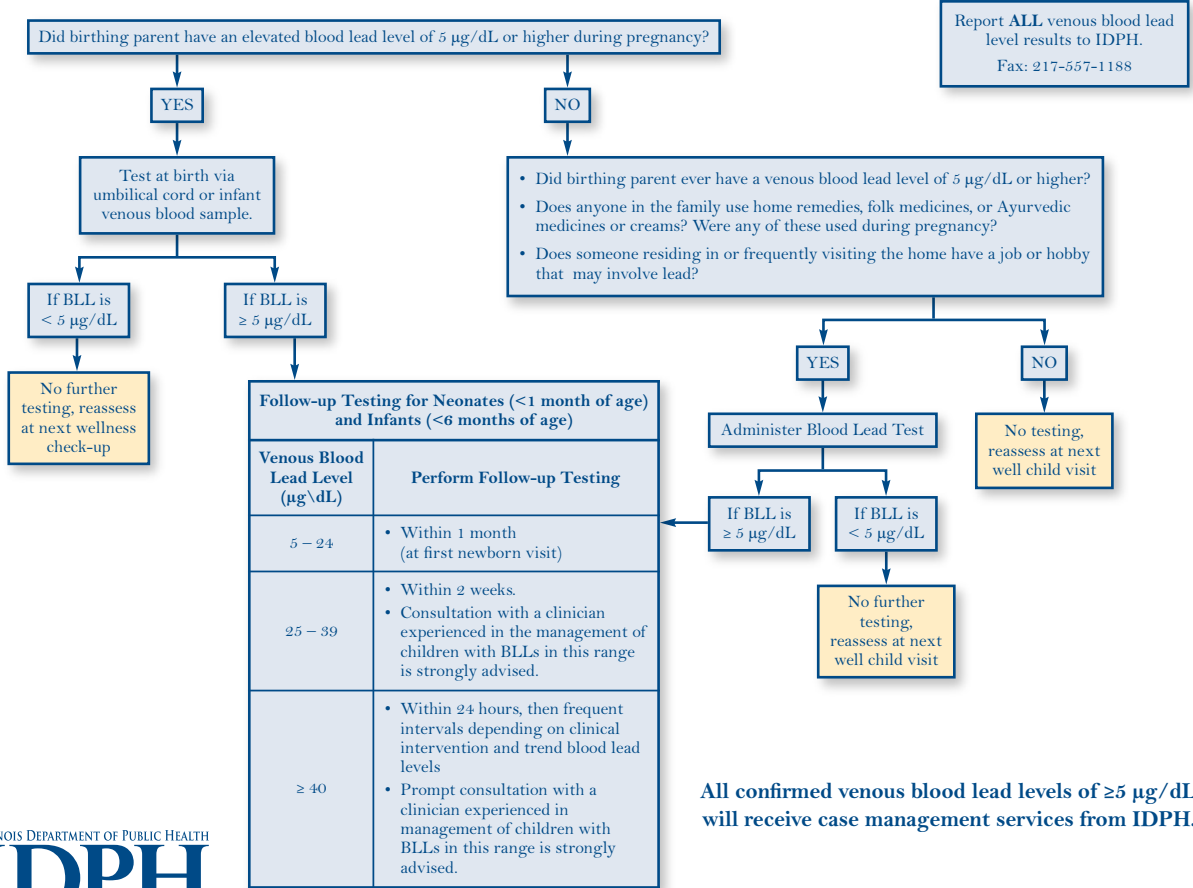 Did birthing parent have an elevated blood lead level of 5 µg/dL or higher during pregnancy?
Report ALL venous blood lead
level results to IDPH.
Fax: 217-557-1188
YES
NO
Test at birth via
umbilical cord or infant
venous blood sample.
• Did birthing parent ever have a venous blood lead level of 5 µg/dL or higher?
• Does anyone in the family use home remedies, folk medicines, or Ayurvedic
medicines or creams? Were any of these used during pregnancy?
• Does someone residing in or frequently visiting the home have a job or hobby
that may involve lead?
If BLL is
< 5 µg/dL
If BLL is
≥ 5 µg/dL
No further
testing, reassess
at next wellness
check-up
YES
NO
Administer Blood Lead Test
No testing,
reassess at next
well child visit
If BLL is
≥ 5 µg/dL
If BLL is
< 5 µg/dL
No further
testing,
reassess at next
well child visit
Follow-up Testing for Neonates (<1 month of age)
and Infants (<6 months of age)
Venous Blood
Lead Level
(µg\dL)
Perform Follow-up Testing
5 – 24
• Within 1 month
(at first newborn visit)
25 – 39
• Within 2 weeks.
• Consultation with a clinician
experienced in the management of
children with BLLs in this range
is strongly advised.
≥ 40
• Within 24 hours, then frequent
intervals depending on clinical
intervention and trend blood lead
levels
• Prompt consultation with a
clinician experienced in
management of children with
BLLs in this range is strongly
advised.
All confirmed venous blood lead levels of ≥5 µg/dL
will receive case management services from IDPH.
NOIS DEPARTMENT OF PUBLIC HEALTH
IDPH